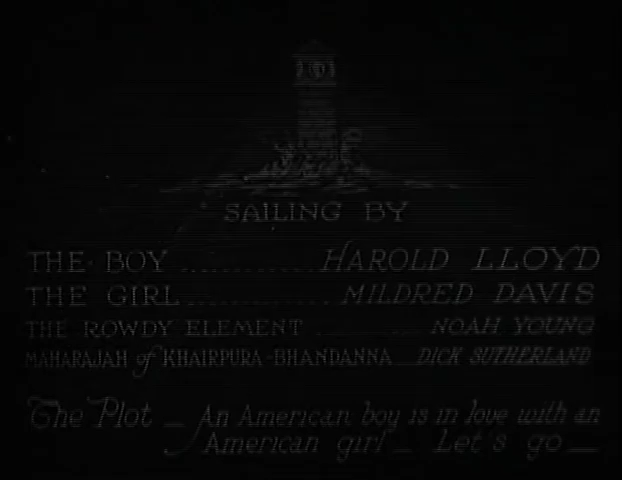 SAILING BY
THE BOY ............ HAROLD LLOYD
THE GIRL ............ MILDRED DAVIS
THE ROWDY ELEMENT ............ NOAH YOUNG
MAHARAJAH of KHAIRPURA-BHANDANNA ... DICK SUTHERLAND
The Plot — An American boy is in love with an
American girl — Let's go —